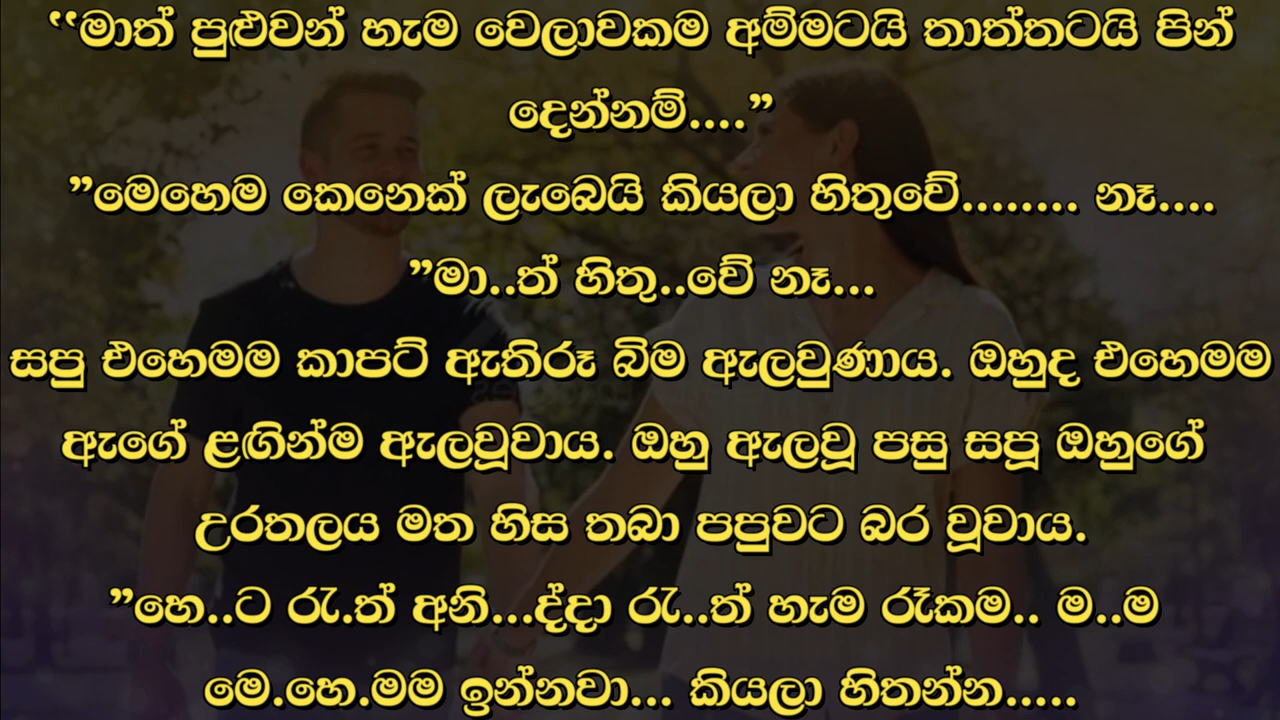 “මාත් පුළුවන් හැම වෙලාවකම අම්මටයි තාත්තටයි පින්
දෙන්නම්....”
”මෙහෙම කෙනෙක් ලැබෙයි කියලා හිතුවේ........ නෑ....
”මා..ත් හිතු..වේ නෑ...
සපු එහෙමම කාපට් ඇතිරූ බිම ඇලවුණාය. ඔහුද එහෙමම
ඇගේ ළඟින්ම ඇලවූවාය. ඔහු ඇලවූ පසු සපූ ඔහුගේ
උරතලය මත හිස තබා පපුවට බර වූවාය.
”හෙ..ට රැ.ත් අනි...ද්දා රැ..ත් හැම රෑකම.. ම..ම
මෙ.හෙ.මම ඉන්නවා... කියලා හිතන්න.....